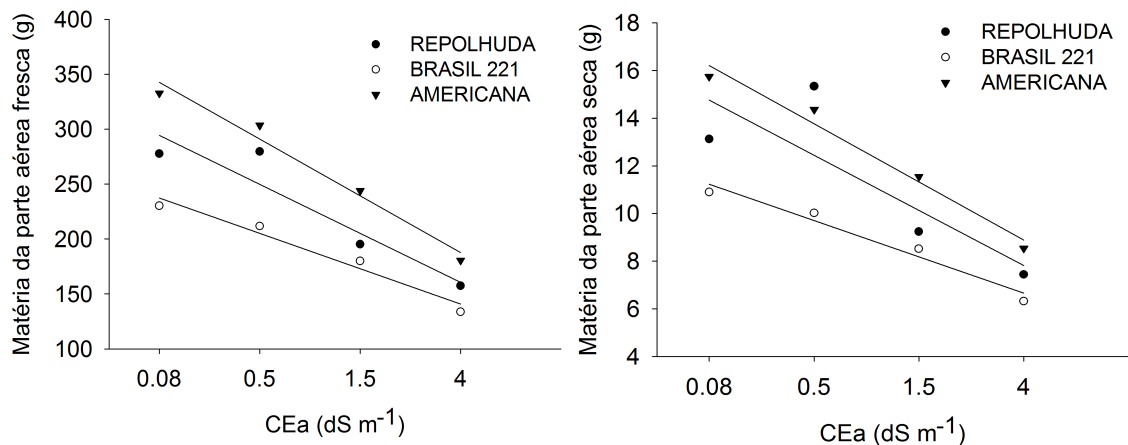 Matéria da parte aérea fresca (g)
400
350
300
250
200
150
100
REPOLHUDA
BRASIL 221
AMERICANA
0.08 0.5 1.5 4
CEa (dS m⁻¹)
Matéria da parte aérea seca (g)
18
16
14
12
10
8
6
4
REPOLHUDA
BRASIL 221
AMERICANA
0.08 0.5 1.5 4
CEa (dS m⁻¹)